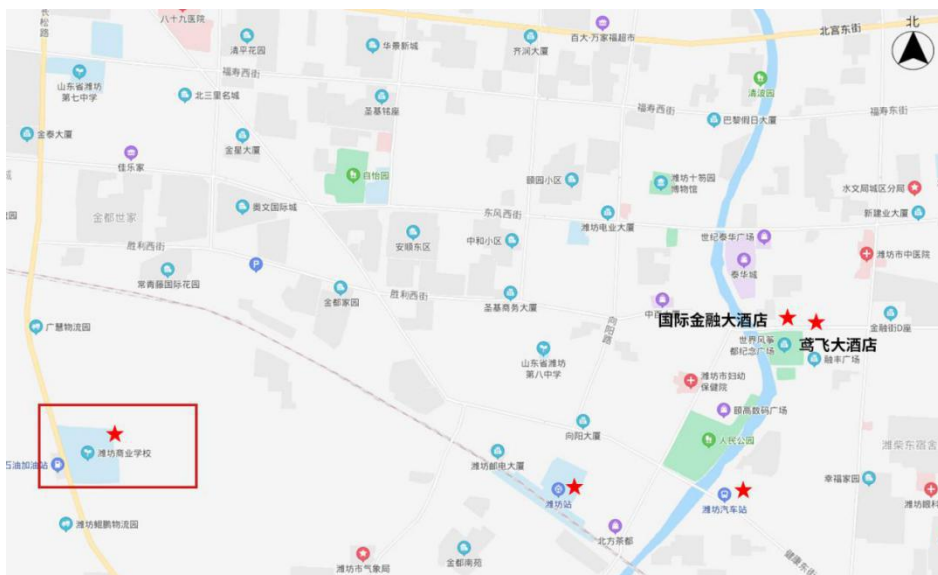 长松路
八十九医院
清平花园
华景新城
齐润大厦
百大·万家福超市
北宫东街
北
山东省潍坊
第七中学
福寿西街
北三里名城
圣基铭座
福寿西街
清波园
巴黎假日大厦
福寿东街
金泰大厦
金星大厦
佳乐家
自怡园
颐园小区
潍坊十笏园
博物馆
水文局城区分局
金都世家
奥文国际城
东风西街
潍坊电业大厦
新建业大厦
胜利西街
安顺东区
中和小区
世纪泰华广场
泰华城
潍坊市中医院
常青藤国际花园
P
金都家园
胜利西街
圣基商务大厦
国际金融大酒店
金融街D座
广慧物流园
世界风筝
都纪念广场
鸢飞大酒店
融丰广场
山东省潍坊
第八中学
潍坊市妇幼
保健院
颐高数码广场
向阳大厦
人民公园
潍坊商业学校
石油加油站
潍坊邮电大厦
潍柴东宿舍
幸福家园
潍坊站
潍坊汽车站
潍坊眼科
潍坊鲲鹏物流园
北方茶都
潍坊市气象局
金都南苑
健康东街